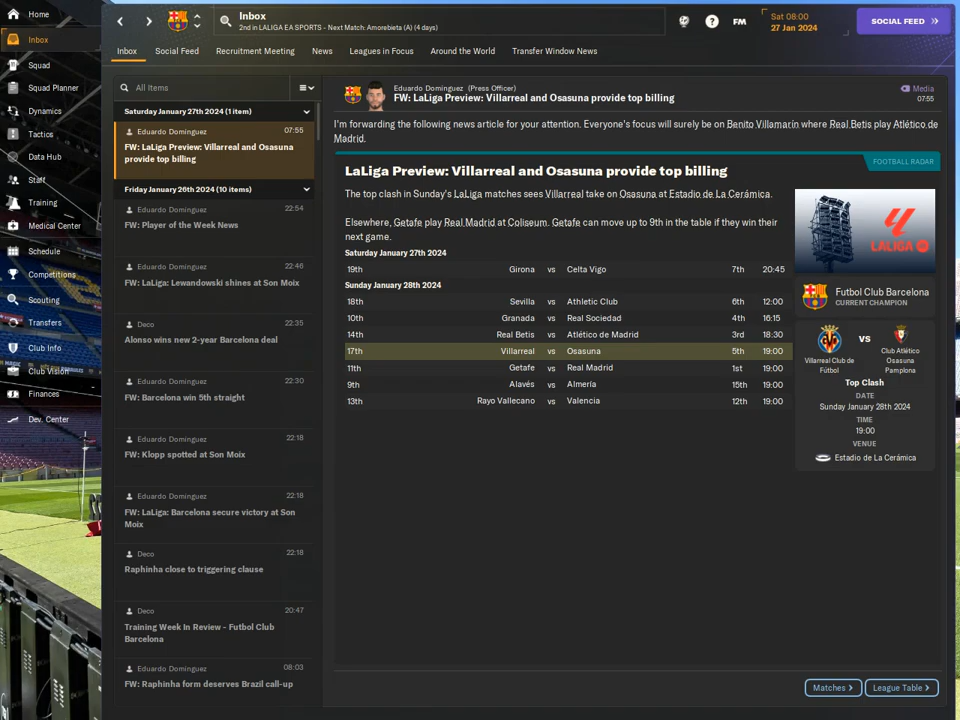 Home
Inbox
Squad
Squad Planner
Dynamics
Tactics
Data Hub
Staff
Training
Medical Center
Schedule
Competitions
Scouting
Transfers
Club Info
Club Vision
Finances
Dev. Center
Inbox
2nd in LALIGA EA SPORTS - Next Match: Amorebieta (A) (4 days)
?
FM
Sat 08:00
27 Jan 2024
SOCIAL FEED
Inbox
Social Feed
Recruitment Meeting
News
Leagues in Focus
Around the World
Transfer Window News
All Items
Saturday January 27th 2024 (1 item)
Eduardo Dominguez 07:55
FW: LaLiga Preview: Villarreal and Osasuna
provide top billing
Friday January 26th 2024 (10 items)
Eduardo Dominguez 22:54
FW: Player of the Week News
Eduardo Dominguez 22:46
FW: LaLiga: Lewandowski shines at Son Moix
Deco 22:35
Alonso wins new 2-year Barcelona deal
Eduardo Dominguez 22:30
FW: Barcelona win 5th straight
Eduardo Dominguez 22:18
FW: Klopp spotted at Son Moix
Eduardo Dominguez 22:18
FW: LaLiga: Barcelona secure victory at Son
Moix
Deco 22:18
Raphinha close to triggering clause
Deco 20:47
Training Week In Review - Futbol Club
Barcelona
Eduardo Dominguez 08:03
FW: Raphinha form deserves Brazil call-up
Eduardo Dominguez (Press Officer)
FW: LaLiga Preview: Villarreal and Osasuna provide top billing
Media
07:55
I'm forwarding the following news article for your attention. Everyone's focus will surely be on Benito Villamarín where Real Betis play Atlético de
Madrid.
FOOTBALL RADAR
LaLiga Preview: Villarreal and Osasuna provide top billing
The top clash in Sunday's LaLiga matches sees Villarreal take on Osasuna at Estadio de La Cerámica.
Elsewhere, Getafe play Real Madrid at Coliseum. Getafe can move up to 9th in the table if they win their
next game.
Saturday January 27th 2024
19th Girona vs Celta Vigo 7th 20:45
Sunday January 28th 2024
18th Sevilla vs Athletic Club 6th 12:00
10th Granada vs Real Sociedad 4th 16:15
14th Real Betis vs Atlético de Madrid 3rd 18:30
17th Villarreal vs Osasuna 5th 19:00
11th Getafe vs Real Madrid 1st 19:00
9th Alavés vs Almería 15th 19:00
13th Rayo Vallecano vs Valencia 12th 19:00
LALIGA
Futbol Club Barcelona
CURRENT CHAMPION
VS
Villarreal Club de
Fútbol
Club Atlético
Osasuna
Pamplona
Top Clash
DATE
Sunday January 28th 2024
TIME
19:00
VENUE
Estadio de La Cerámica
Matches
League Table